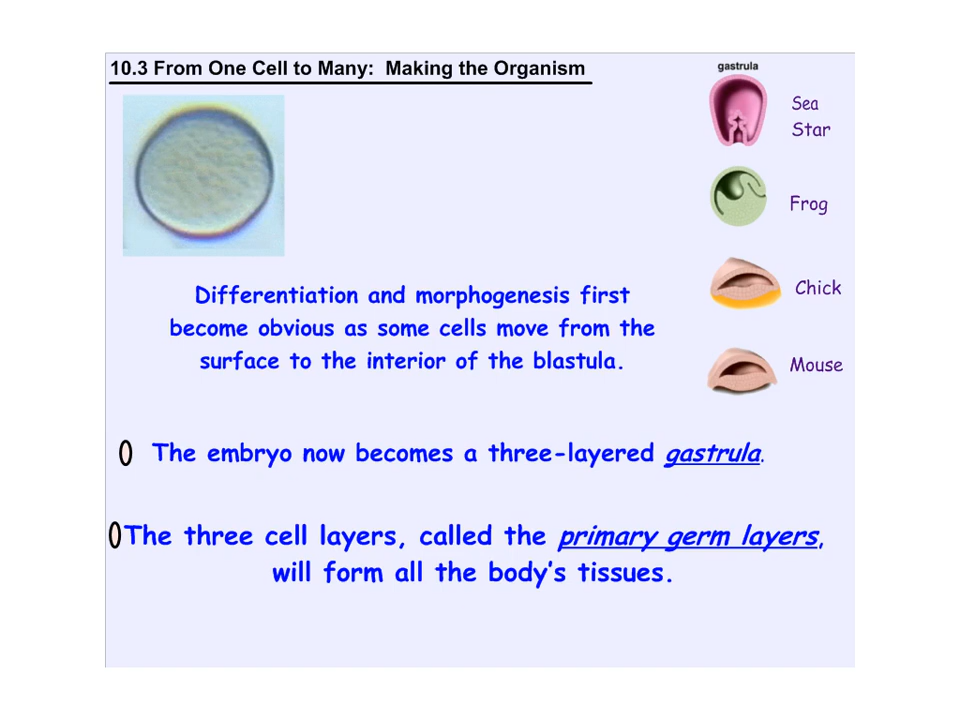 10.3 From One Cell to Many:  Making the Organism
gastrula
Sea
Star
Frog
Chick
Mouse
Differentiation and morphogenesis first
become obvious as some cells move from the
surface to the interior of the blastula.
The embryo now becomes a three-layered gastrula.
The three cell layers, called the primary germ layers,
will form all the body’s tissues.